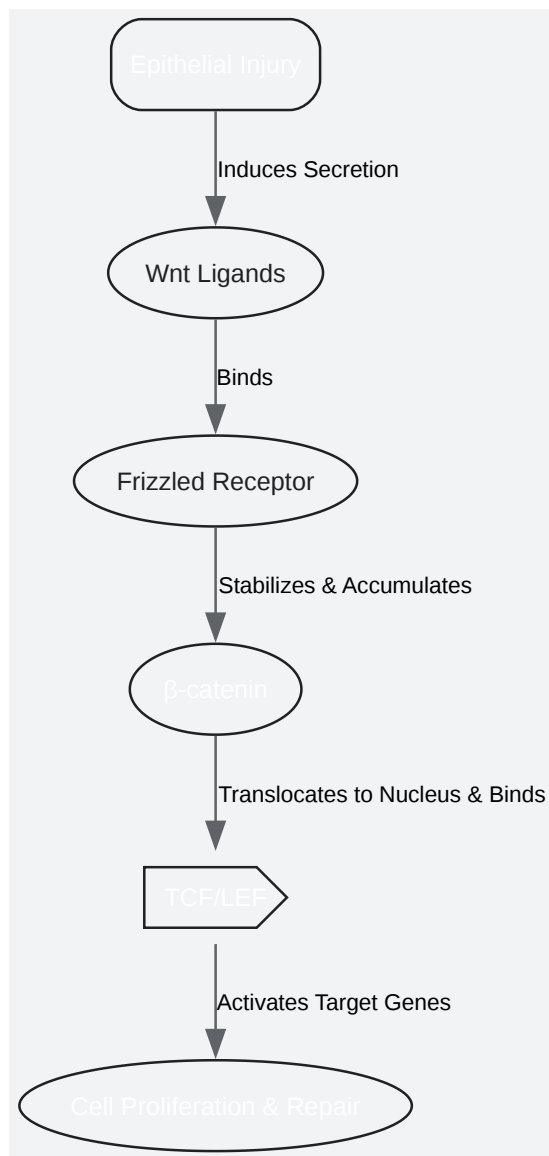 Epithelial Injury
Induces Secretion
Wnt Ligands
Binds
Frizzled Receptor
Stabilizes & Accumulates
β-catenin
Translocates to Nucleus & Binds
TCF/LEF
Activates Target Genes
Cell Proliferation & Repair